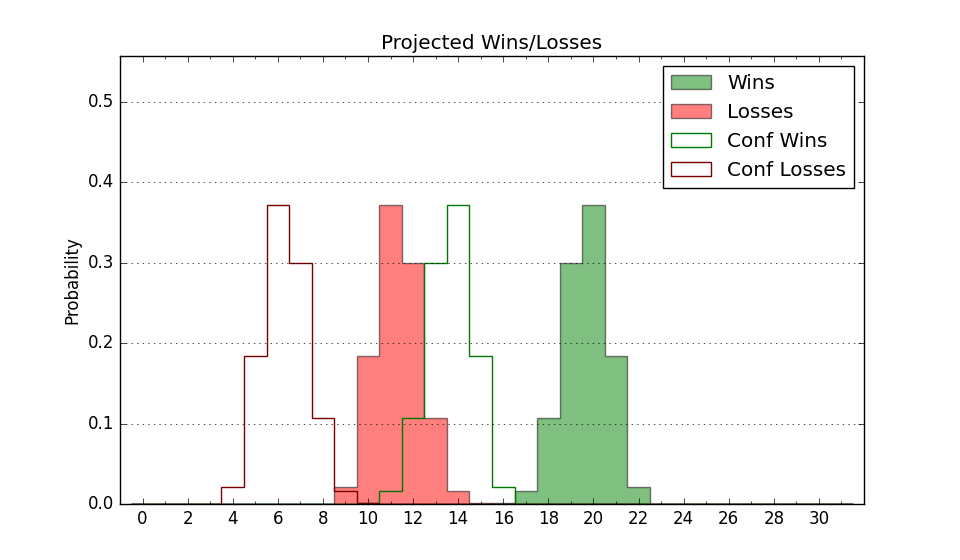 Projected Wins/Losses
Wins
Losses
Conf Wins
Conf Losses
Probability
0.5
0.4
0.3
0.2
0.1
0.0
0 2 4 6 8 10 12 14 16 18 20 22 24 26 28 30